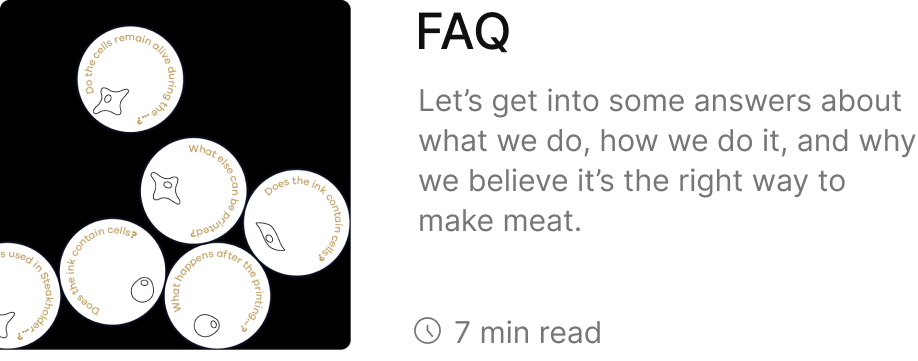 Do the cells remain alive during the ...?
What else can be printed?
Does the ink contain cells?
Does the ink contain cells?
What happens after the printing...?
s used in Steakholder...?
FAQ
Let’s get into some answers about
what we do, how we do it, and why
we believe it’s the right way to
make meat.
7 min read